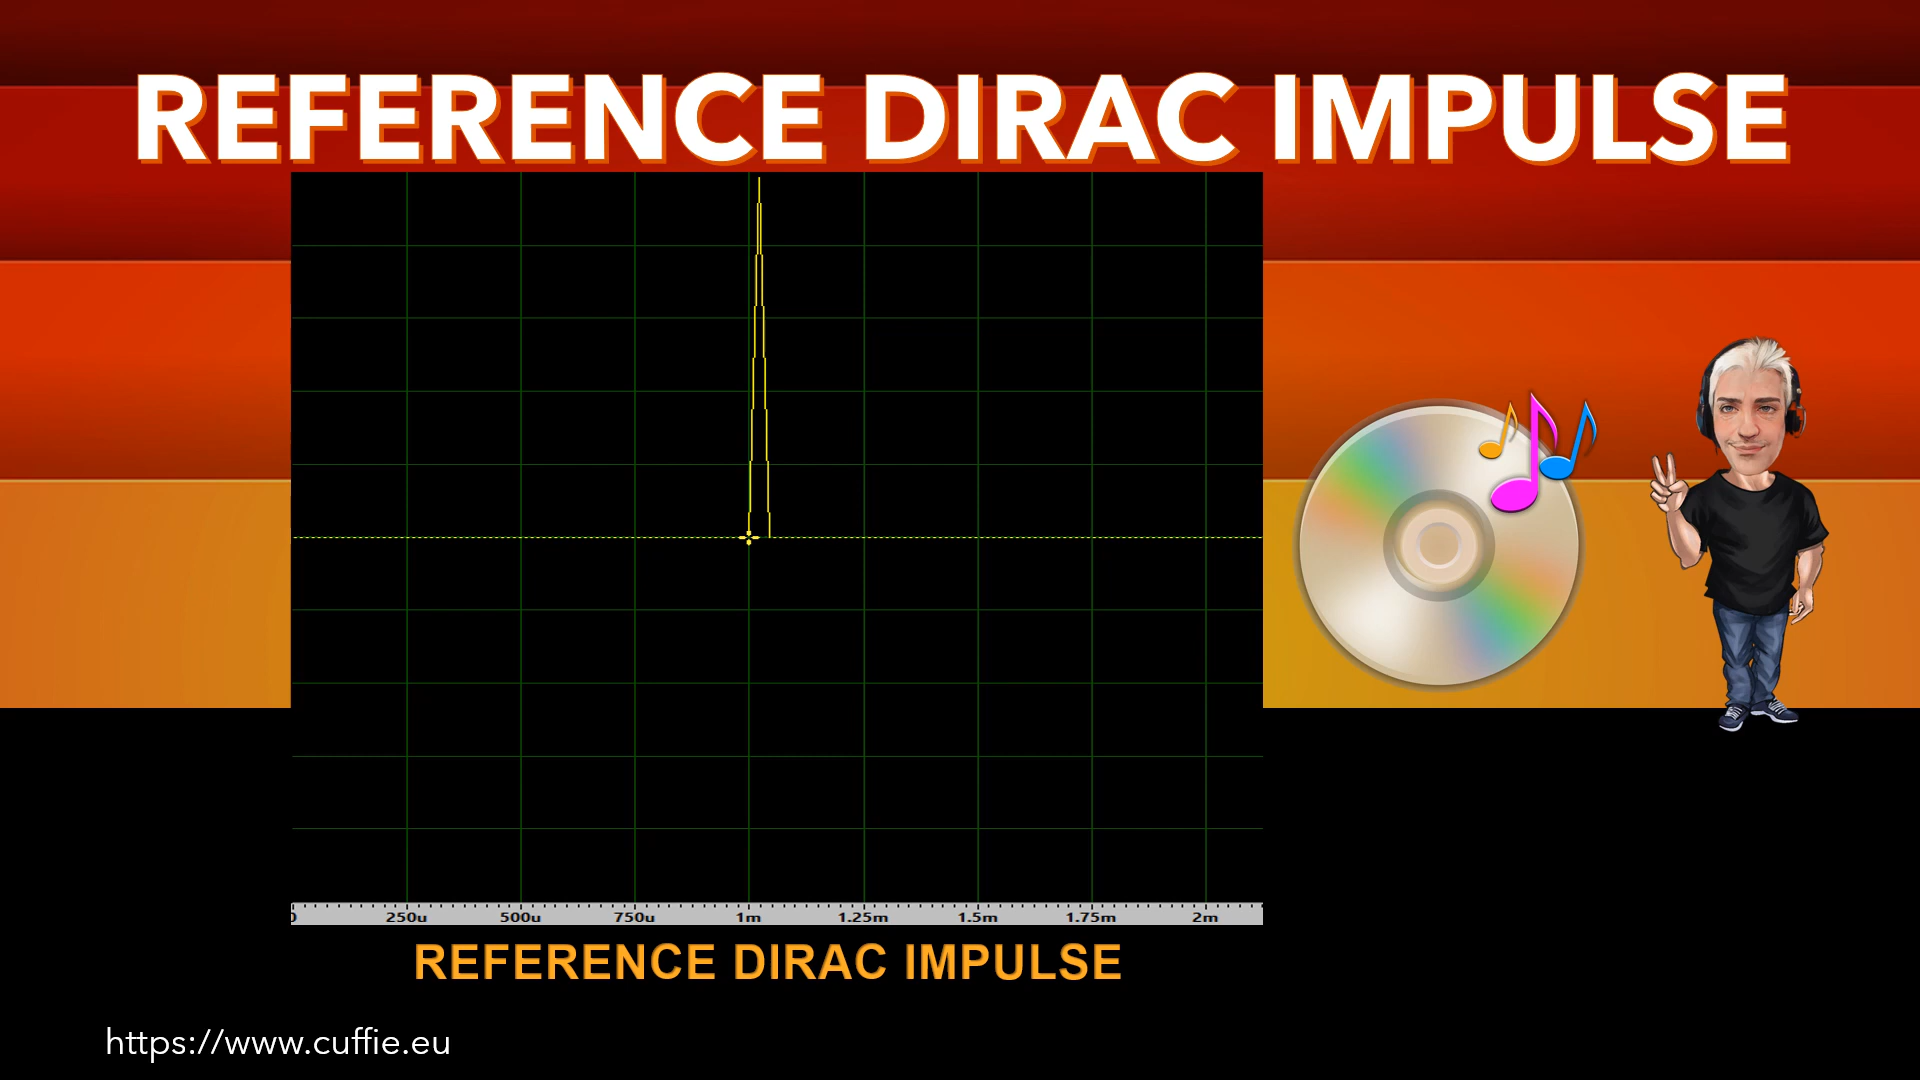 REFERENCE DIRAC IMPULSE
0 250u 500u 750u 1m 1.25m 1.5m 1.75m 2m
REFERENCE DIRAC IMPULSE
https://www.cuffie.eu